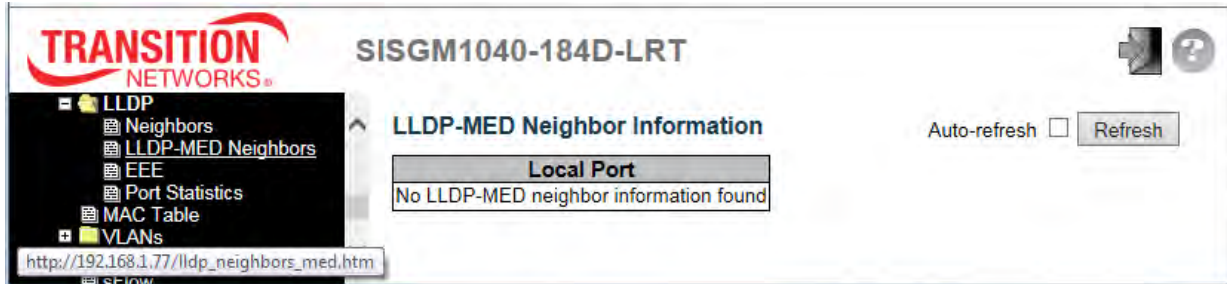 TRANSITION
NETWORKS®
SISGM1040-184D-LRT
?
LLDP
Neighbors
LLDP-MED Neighbors
EEE
Port Statistics
MAC Table
VLANs
http://192.168.1.77/lldp_neighbors_med.htm
sFlow
LLDP-MED Neighbor Information
Auto-refresh
Refresh
Local Port
No LLDP-MED neighbor information found